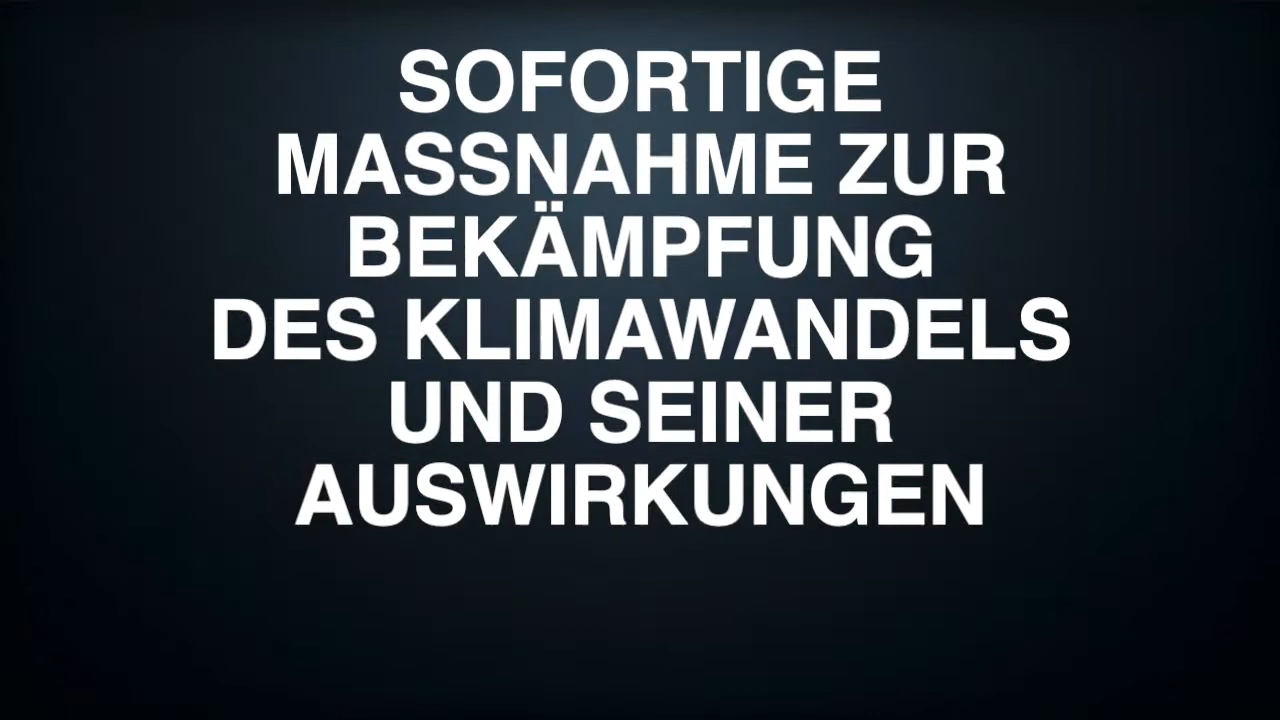 SOFORTIGE
MASSNAHME ZUR
BEKÄMPFUNG
DES KLIMAWANDELS
UND SEINER
AUSWIRKUNGEN